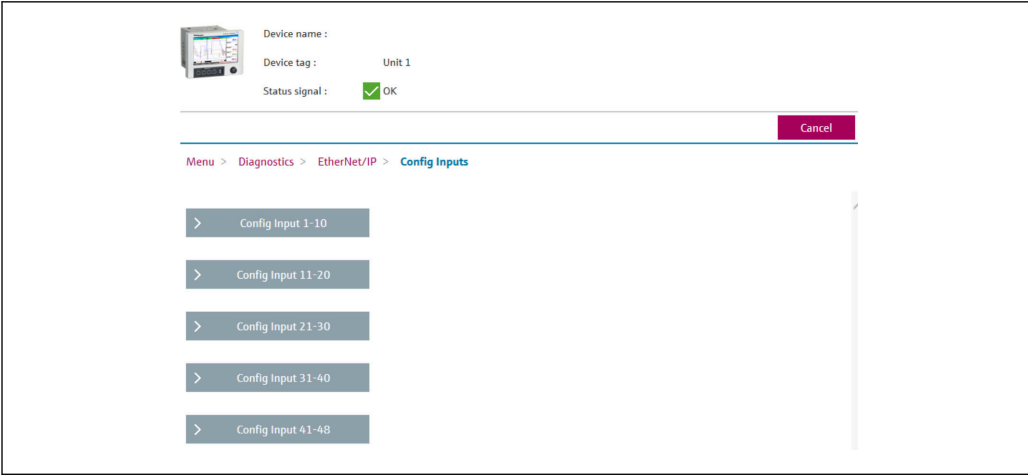 Device name :
Device tag : Unit 1
Status signal : OK
Cancel
Menu > Diagnostics > EtherNet/IP > Config Inputs
> Config Input 1-10
> Config Input 11-20
> Config Input 21-30
> Config Input 31-40
> Config Input 41-48